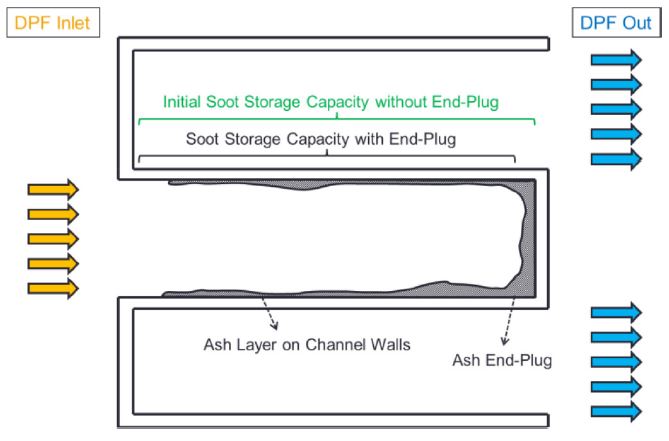 DPF Inlet
DPF Out
Initial Soot Storage Capacity without End-Plug
Soot Storage Capacity with End-Plug
Ash Layer on Channel Walls
Ash End-Plug